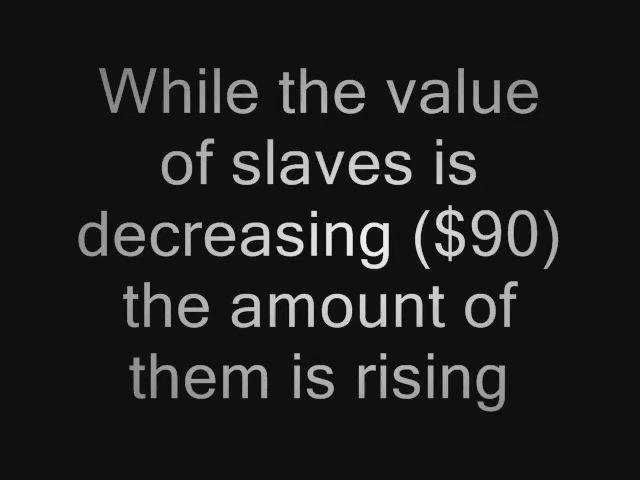 While the value
of slaves is
decreasing ($90)
the amount of
them is rising